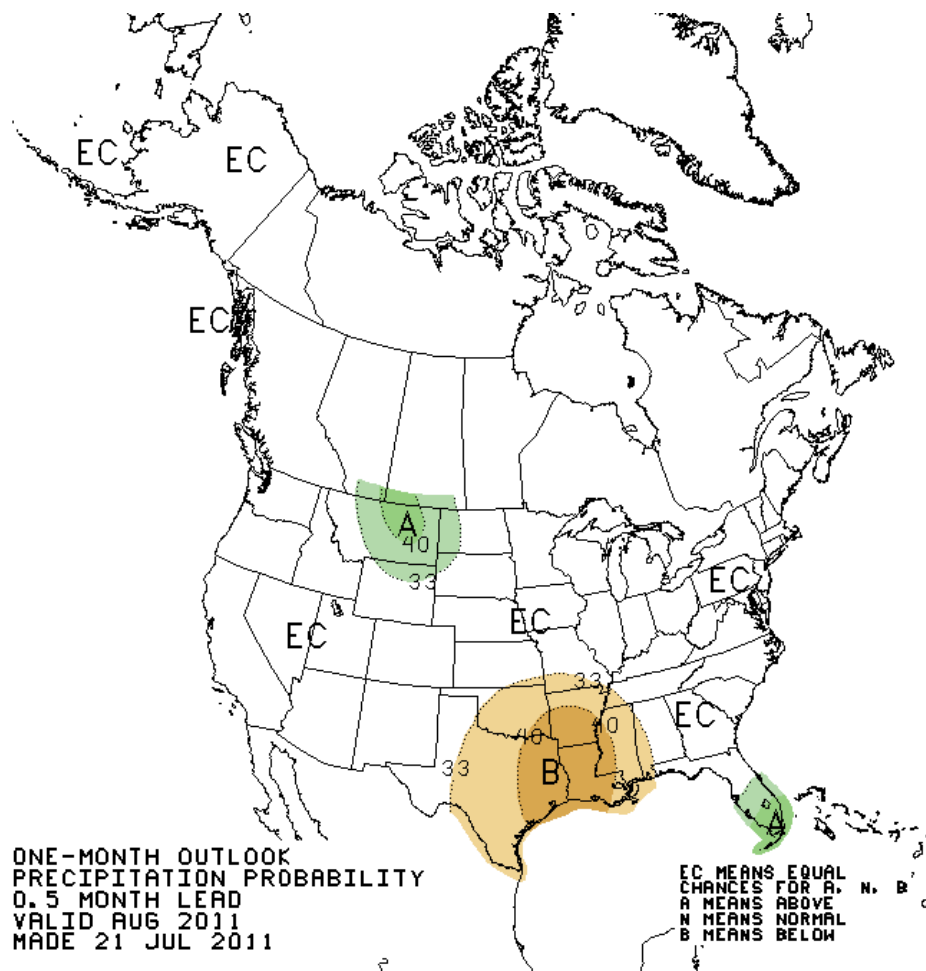 EC
EC
EC
A
40
33
EC
EC
EC
33
EC
40
40
33
B
A
ONE-MONTH OUTLOOK
PRECIPITATION PROBABILITY
0.5 MONTH LEAD
VALID AUG 2011
MADE 21 JUL 2011
EC MEANS EQUAL
CHANCES FOR A, N, B
A MEANS ABOVE
N MEANS NORMAL
B MEANS BELOW